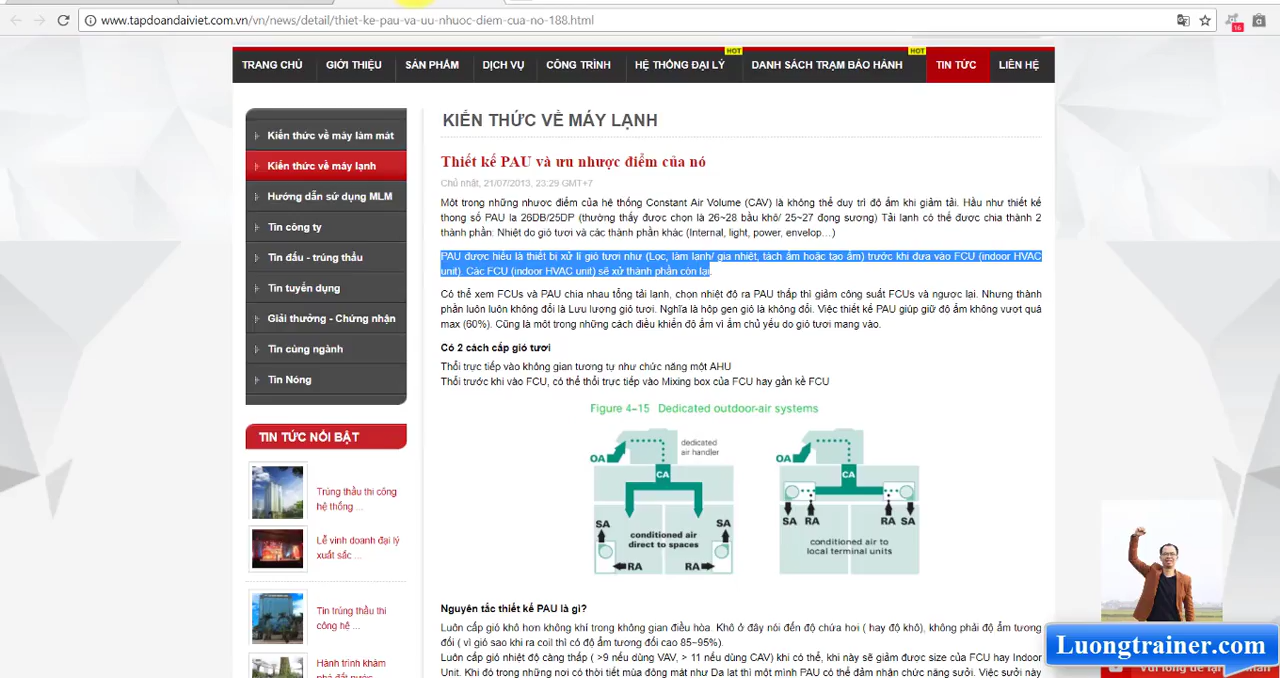 www.tapdoandaiviet.com.vn/vn/news/detail/thiet-ke-pau-va-uu-nhuoc-diem-cua-no-188.html
16
HOT
HOT
TRANG CHỦ
GIỚI THIỆU
SẢN PHẨM
DỊCH VỤ
CÔNG TRÌNH
HỆ THỐNG ĐẠI LÝ
DANH SÁCH TRẠM BẢO HÀNH
TIN TỨC
LIÊN HỆ
Kiến thức về máy làm mát
Kiến thức về máy lạnh
Hướng dẫn sử dụng MLM
Tin công ty
Tin đấu - trúng thầu
Tin tuyển dụng
Giải thưởng - Chứng nhận
Tin cùng ngành
Tin Nóng
TIN TỨC NỔI BẬT
Trúng thầu thi công
hệ thống ...
Lễ vinh doanh đại lý
xuất sắc ...
Tin trúng thầu thi
công hệ ...
Hành trình khám
KIẾN THỨC VỀ MÁY LẠNH
Thiết kế PAU và ưu nhược điểm của nó
Chủ nhật, 21/07/2013, 23:29 GMT+7
Một trong những nhược điểm của hệ thống Constant Air Volume (CAV) là không thể duy trì độ ẩm khi giảm tải. Hầu như thiết kế
thong số PAU la 26DB/25DP (thường thấy được chọn là 26~28 bầu khô/ 25~27 đọng sương) Tải lạnh có thể được chia thành 2
thành phần: Nhiệt do gió tươi và các thành phần khác (Internal, light, power, envelop…)
PAU được hiểu là thiết bị xử lí gió tươi như (Lọc, làm lạnh/ gia nhiệt, tách ẩm hoặc tạo ẩm) trước khi đưa vào FCU (indoor HVAC
unit). Các FCU (indoor HVAC unit) sẽ xử thành phần còn lại
Có thể xem FCUs và PAU chia nhau tổng tải lạnh, chọn nhiệt độ ra PAU thấp thì giảm công suất FCUs và ngược lại. Nhưng thành
phần luôn luôn không đổi là Lưu lượng gió tươi. Nghĩa là hộp gen gió là không đổi. Việc thiết kế PAU giúp giữ độ ẩm không vượt quá
max (60%). Cũng là một trong những cách điều khiển độ ẩm vì ẩm chủ yếu do gió tươi mang vào.
Có 2 cách cấp gió tươi
Thổi trực tiếp vào không gian tương tự như chức năng một AHU
Thổi trước khi vào FCU, có thể thổi trực tiếp vào Mixing box của FCU hay gần kề FCU
Figure 4–15 Dedicated outdoor-air systems
dedicated
air handler
OA
CA
SA
SA
conditioned air
direct to spaces
RA
RA
OA
CA
SA
RA
RA
SA
conditioned air to
local terminal units
Nguyên tắc thiết kế PAU là gì?
Luôn cấp gió khô hơn không khí trong không gian điều hòa. Khô ở đây nói đến độ chứa hơi ( hay độ khô), không phải độ ẩm tương
đối ( vì gió sao khi ra coil thì có độ ẩm tương đối cao 85~95%).
Luôn cấp gió nhiệt độ càng thấp ( >9 nếu dùng VAV, > 11 nếu dùng CAV) khi có thể, khi này sẽ giảm được size của FCU hay Indoor
Unit. Khi độ trong những nơi có thời tiết mùa đông mát như Da lạt thì một mình PAU có thể đảm nhận chức năng sưởi. Việc sưởi này
Luongtrainer.com